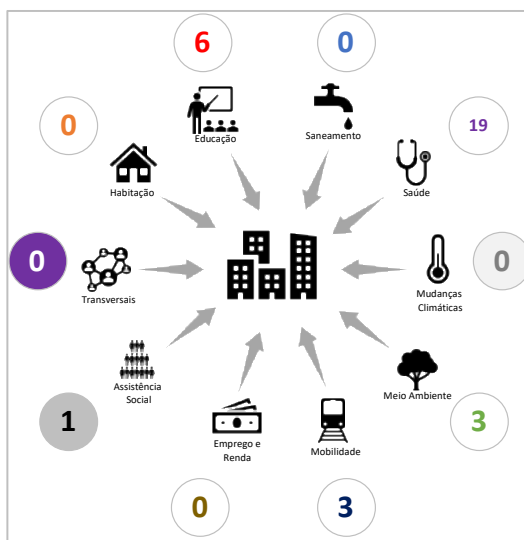 6
0
Educação
Saneamento
0
19
Habitação
Saúde
0
Transversais
Mudanças
Climáticas
0
Assistência
Social
Meio Ambiente
1
Emprego e
Renda
Mobilidade
3
0
3